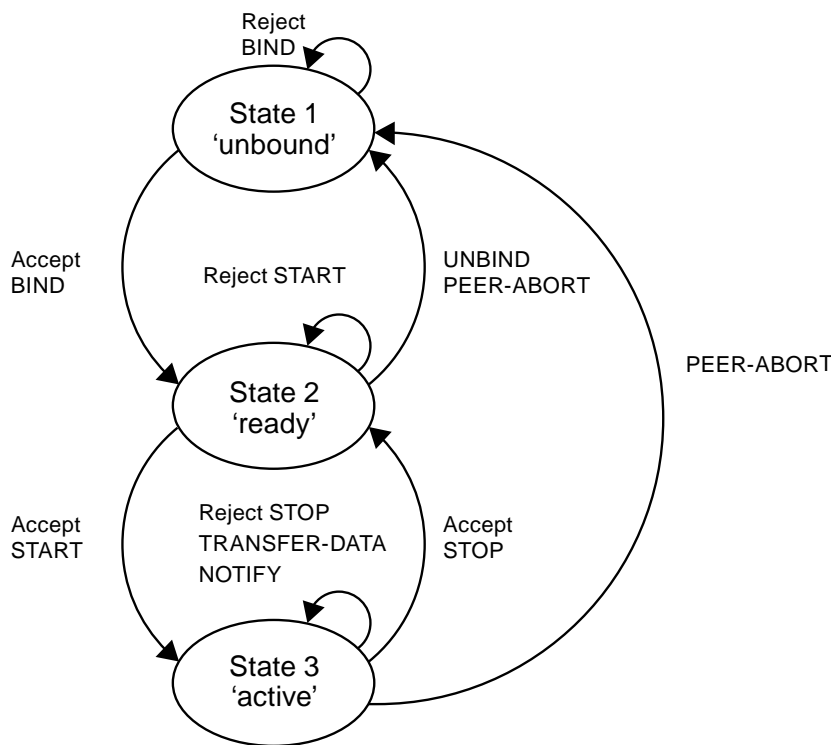 Reject
BIND
State 1
‘unbound’
Accept
BIND
Reject START
UNBIND
PEER-ABORT
PEER-ABORT
State 2
‘ready’
Accept
START
Reject STOP
TRANSFER-DATA
NOTIFY
Accept
STOP
State 3
‘active’